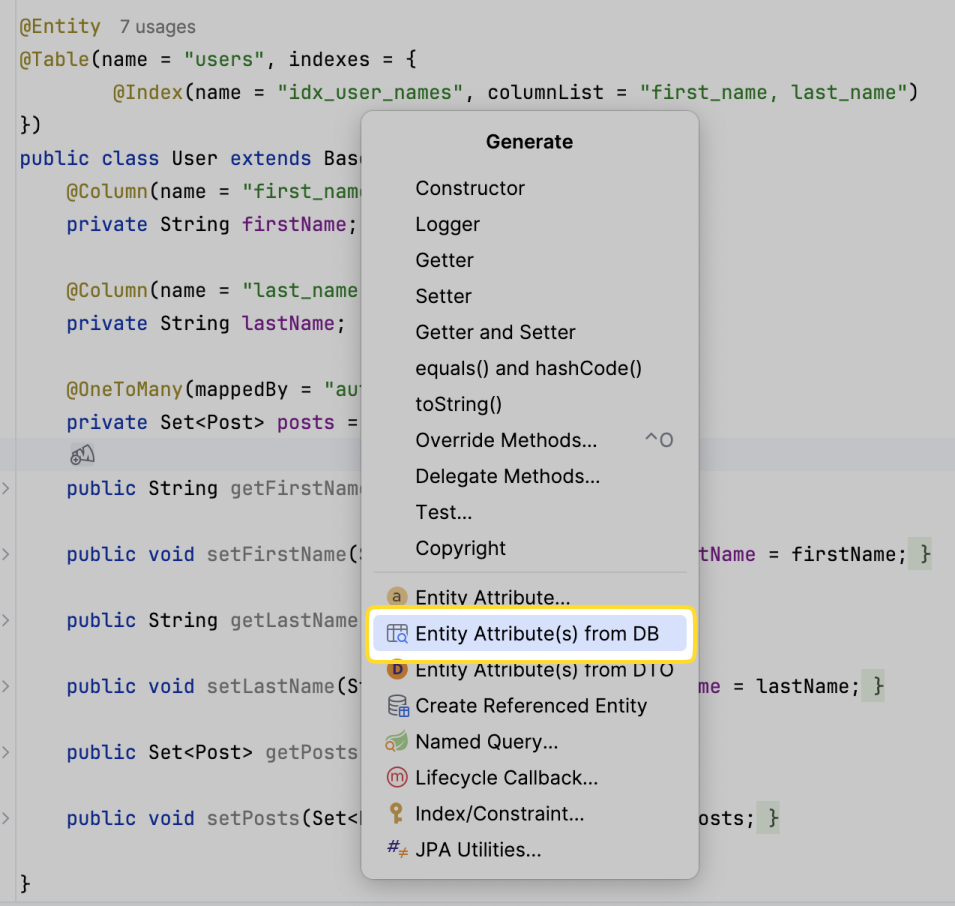 @Entity 7 usages
@Table(name = "users", indexes = {
@Index(name = "idx_user_names", columnList = "first_name, last_name")
})
public class User extends Bas
@Column(name = "first_nam
private String firstName;
@Column(name = "last_name
private String lastName;
@OneToMany(mappedBy = "au
private Set<Post> posts =
public String getFirstNam
public void setFirstName( tName = firstName; }
public String getLastName
public void setLastName(St me = lastName; }
public Set<Post> getPosts
public void setPosts(Set< osts; }
}
Generate
Constructor
Logger
Getter
Setter
Getter and Setter
equals() and hashCode()
toString()
Override Methods... ^O
Delegate Methods...
Test...
Copyright
a Entity Attribute...
Entity Attribute(s) from DB
D Entity Attribute(s) from DTO
Create Referenced Entity
Named Query...
m Lifecycle Callback...
Index/Constraint...
#≠ JPA Utilities...